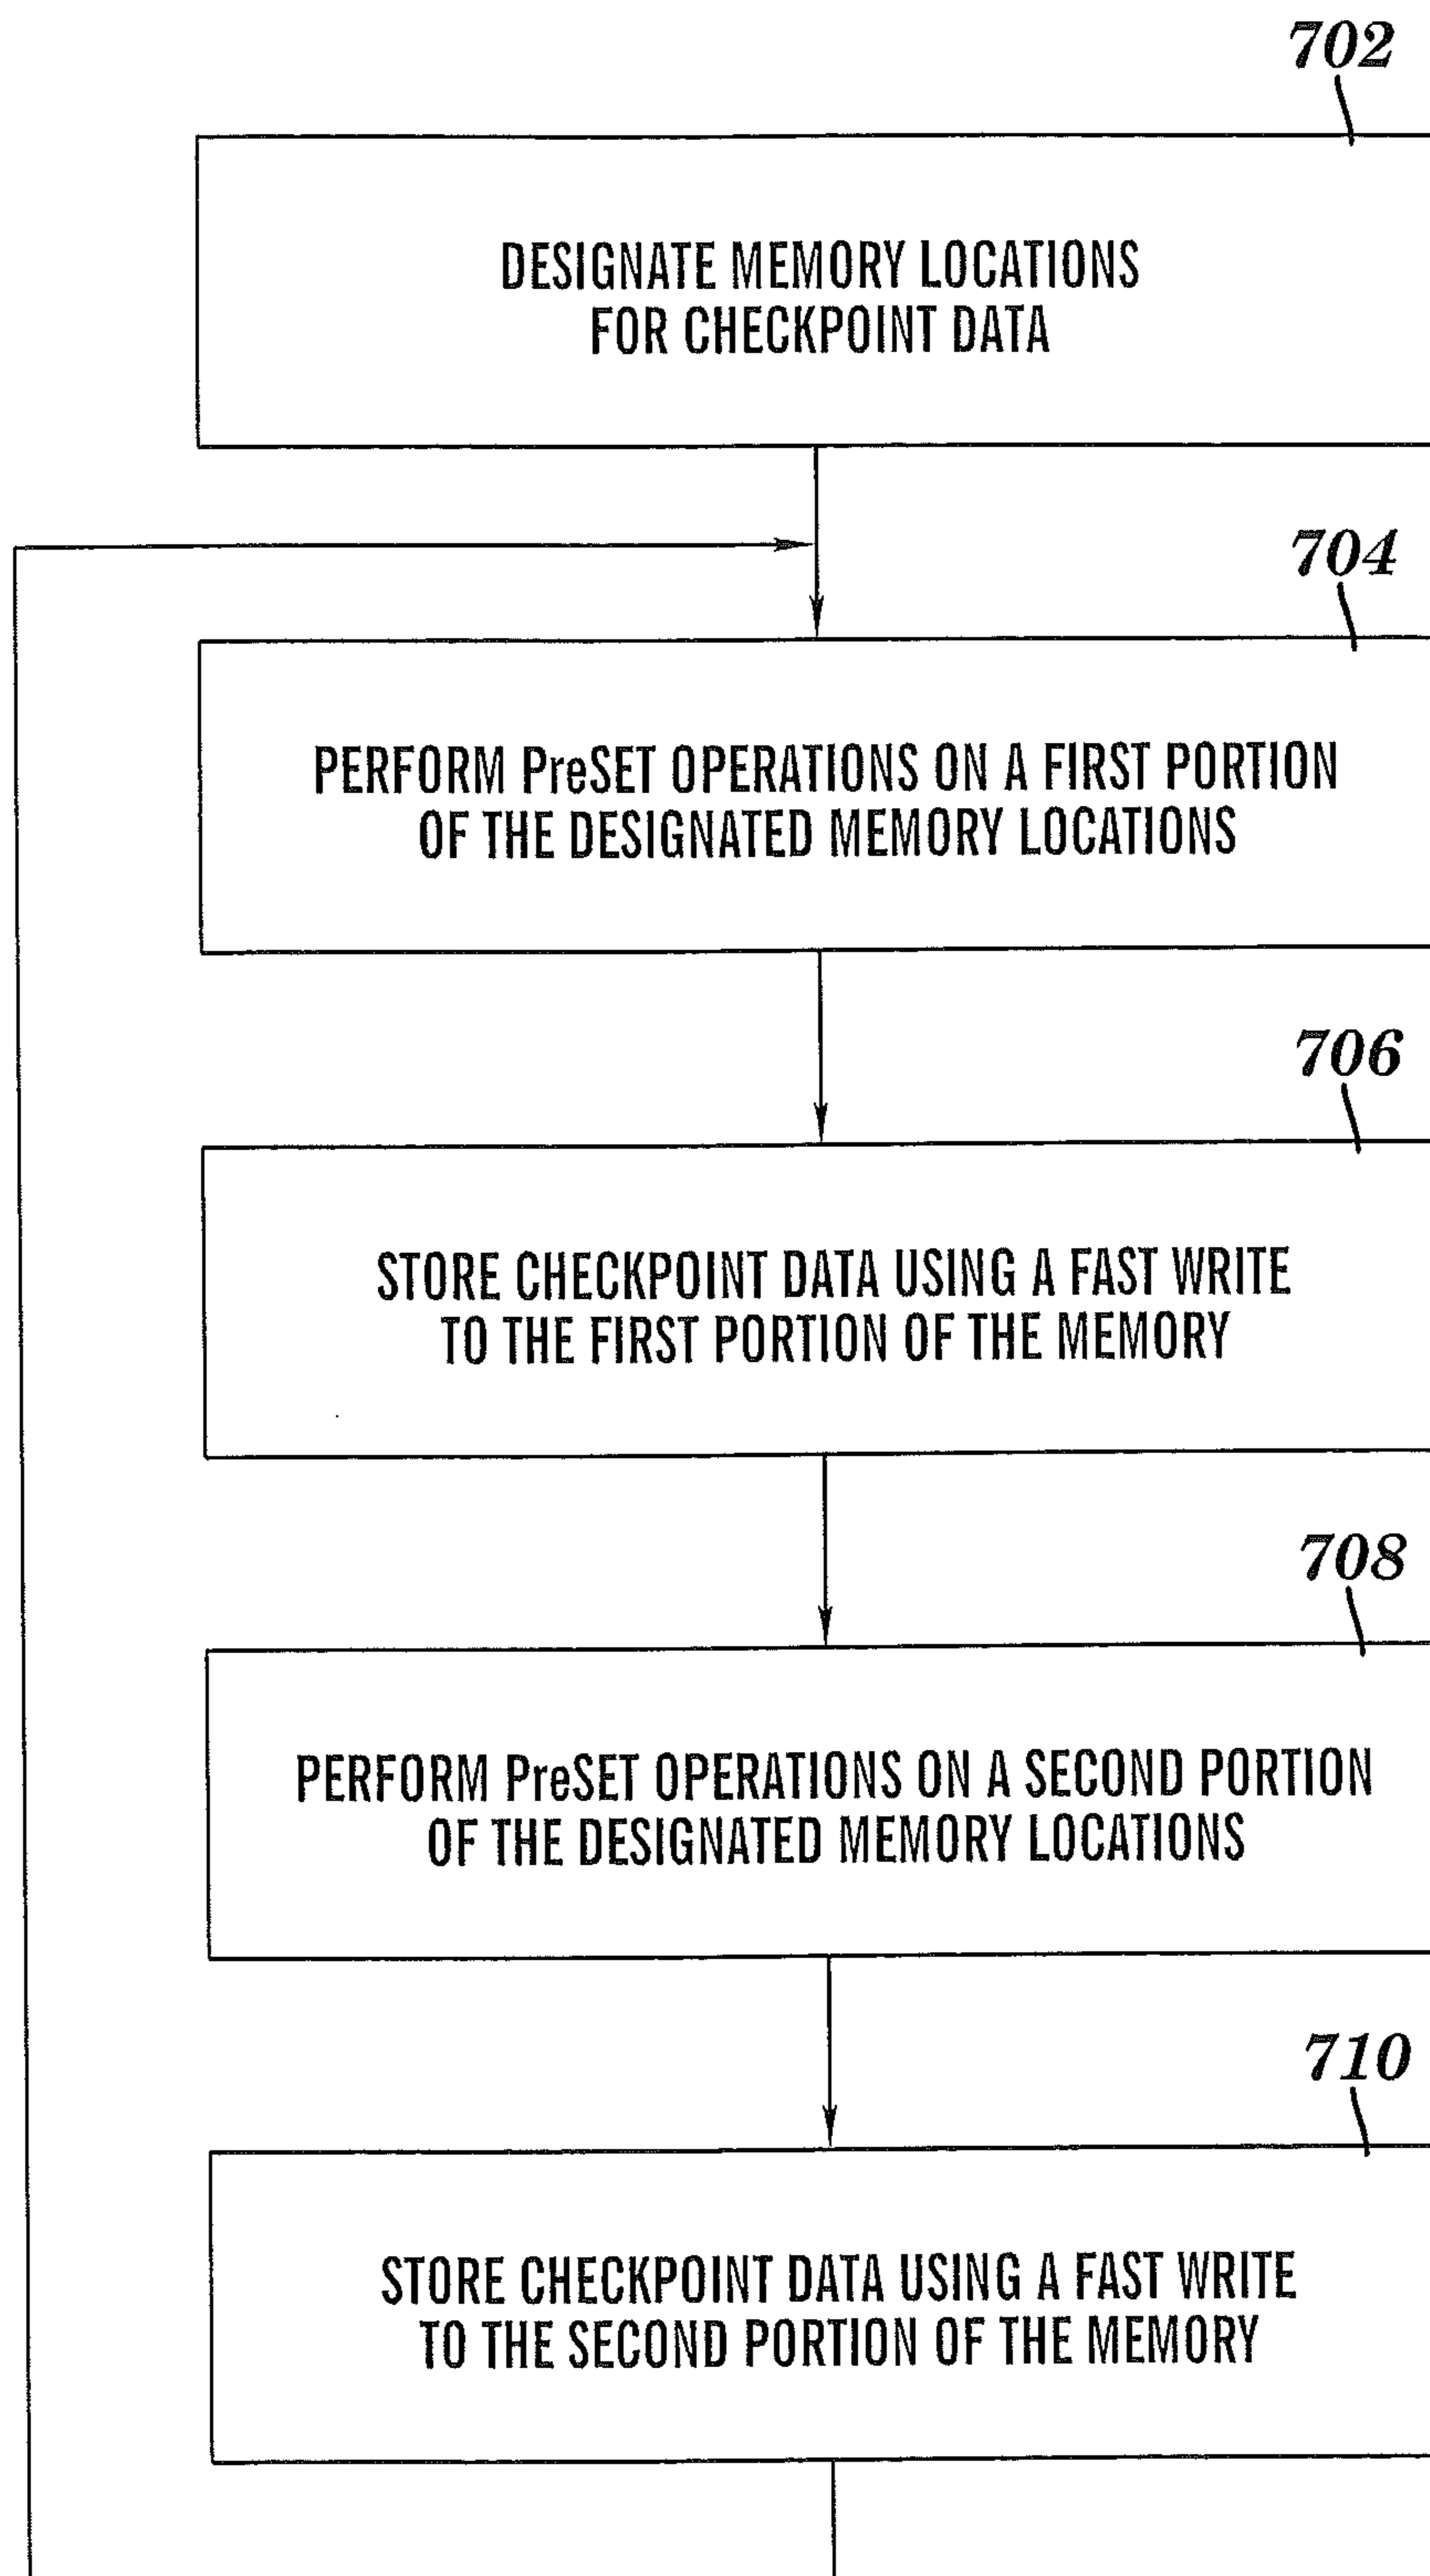 702
DESIGNATE MEMORY LOCATIONS
FOR CHECKPOINT DATA
704
PERFORM PreSET OPERATIONS ON A FIRST PORTION
OF THE DESIGNATED MEMORY LOCATIONS
706
STORE CHECKPOINT DATA USING A FAST WRITE
TO THE FIRST PORTION OF THE MEMORY
708
PERFORM PreSET OPERATIONS ON A SECOND PORTION
OF THE DESIGNATED MEMORY LOCATIONS
710
STORE CHECKPOINT DATA USING A FAST WRITE
TO THE SECOND PORTION OF THE MEMORY